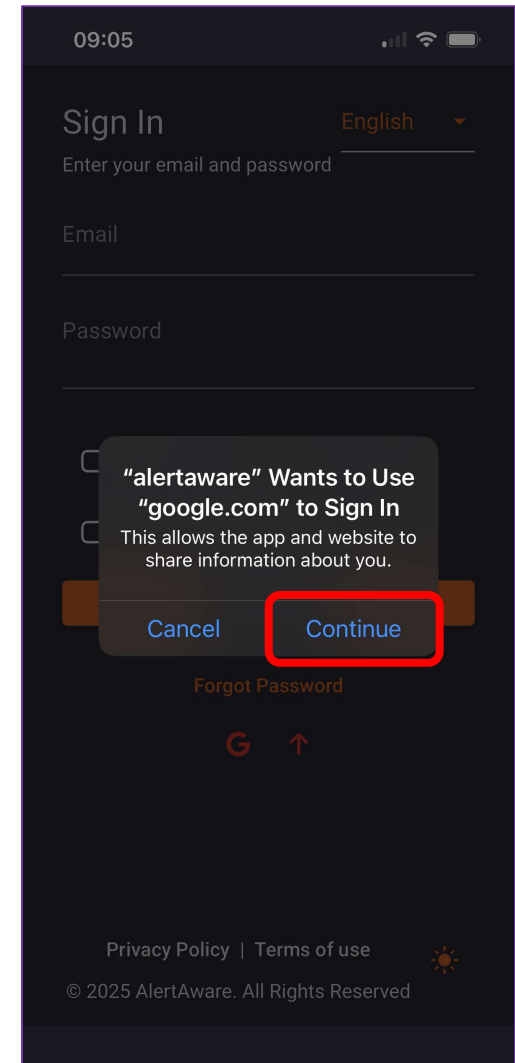 09:05
Sign In
English
Enter your email and password
Email
Password
“alertaware” Wants to Use
“google.com” to Sign In
This allows the app and website to
share information about you.
Cancel
Continue
Forgot Password
G
Privacy Policy | Terms of use
© 2025 AlertAware. All Rights Reserved